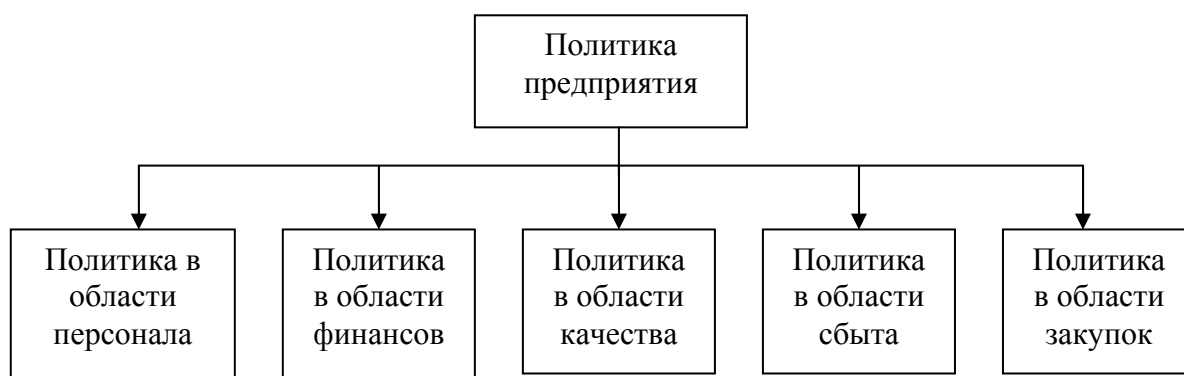 Политика
предприятия
Политика в
области
персонала
Политика
в области
финансов
Политика
в области
качества
Политика
в области
сбыта
Политика
в области
закупок